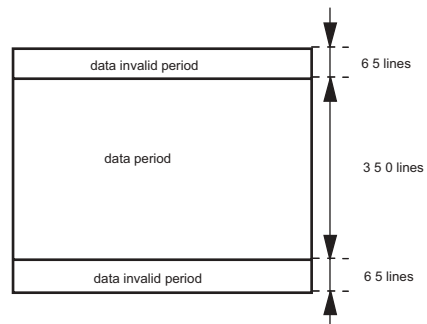 data invalid period
6 5 lines
data period
3 5 0 lines
data invalid period
6 5 lines